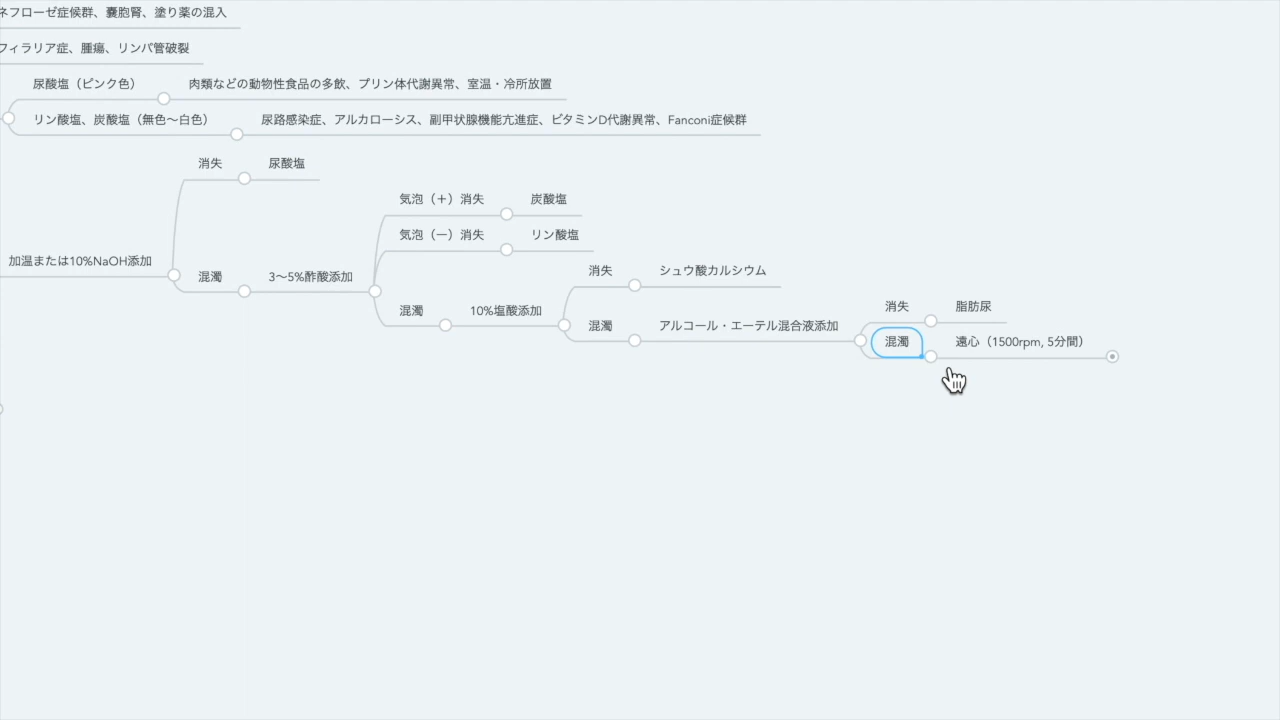 ネフローゼ症候群、嚢胞腎、塗り薬の混入
フィラリア症、腫瘍、リンパ管破裂
尿酸塩（ピンク色） 肉類などの動物性食品の多飲、プリン体代謝異常、室温・冷所放置
リン酸塩、炭酸塩（無色〜白色） 尿路感染症、アルカローシス、副甲状腺機能亢進症、ビタミンD代謝異常、Fanconi症候群
消失 尿酸塩
気泡（＋）消失 炭酸塩
気泡（ー）消失 リン酸塩
加温または10%NaOH添加
混濁 3〜5%酢酸添加
消失 シュウ酸カルシウム
混濁 10%塩酸添加
消失 脂肪尿
混濁 アルコール・エーテル混合液添加
混濁 遠心（1500rpm, 5分間）